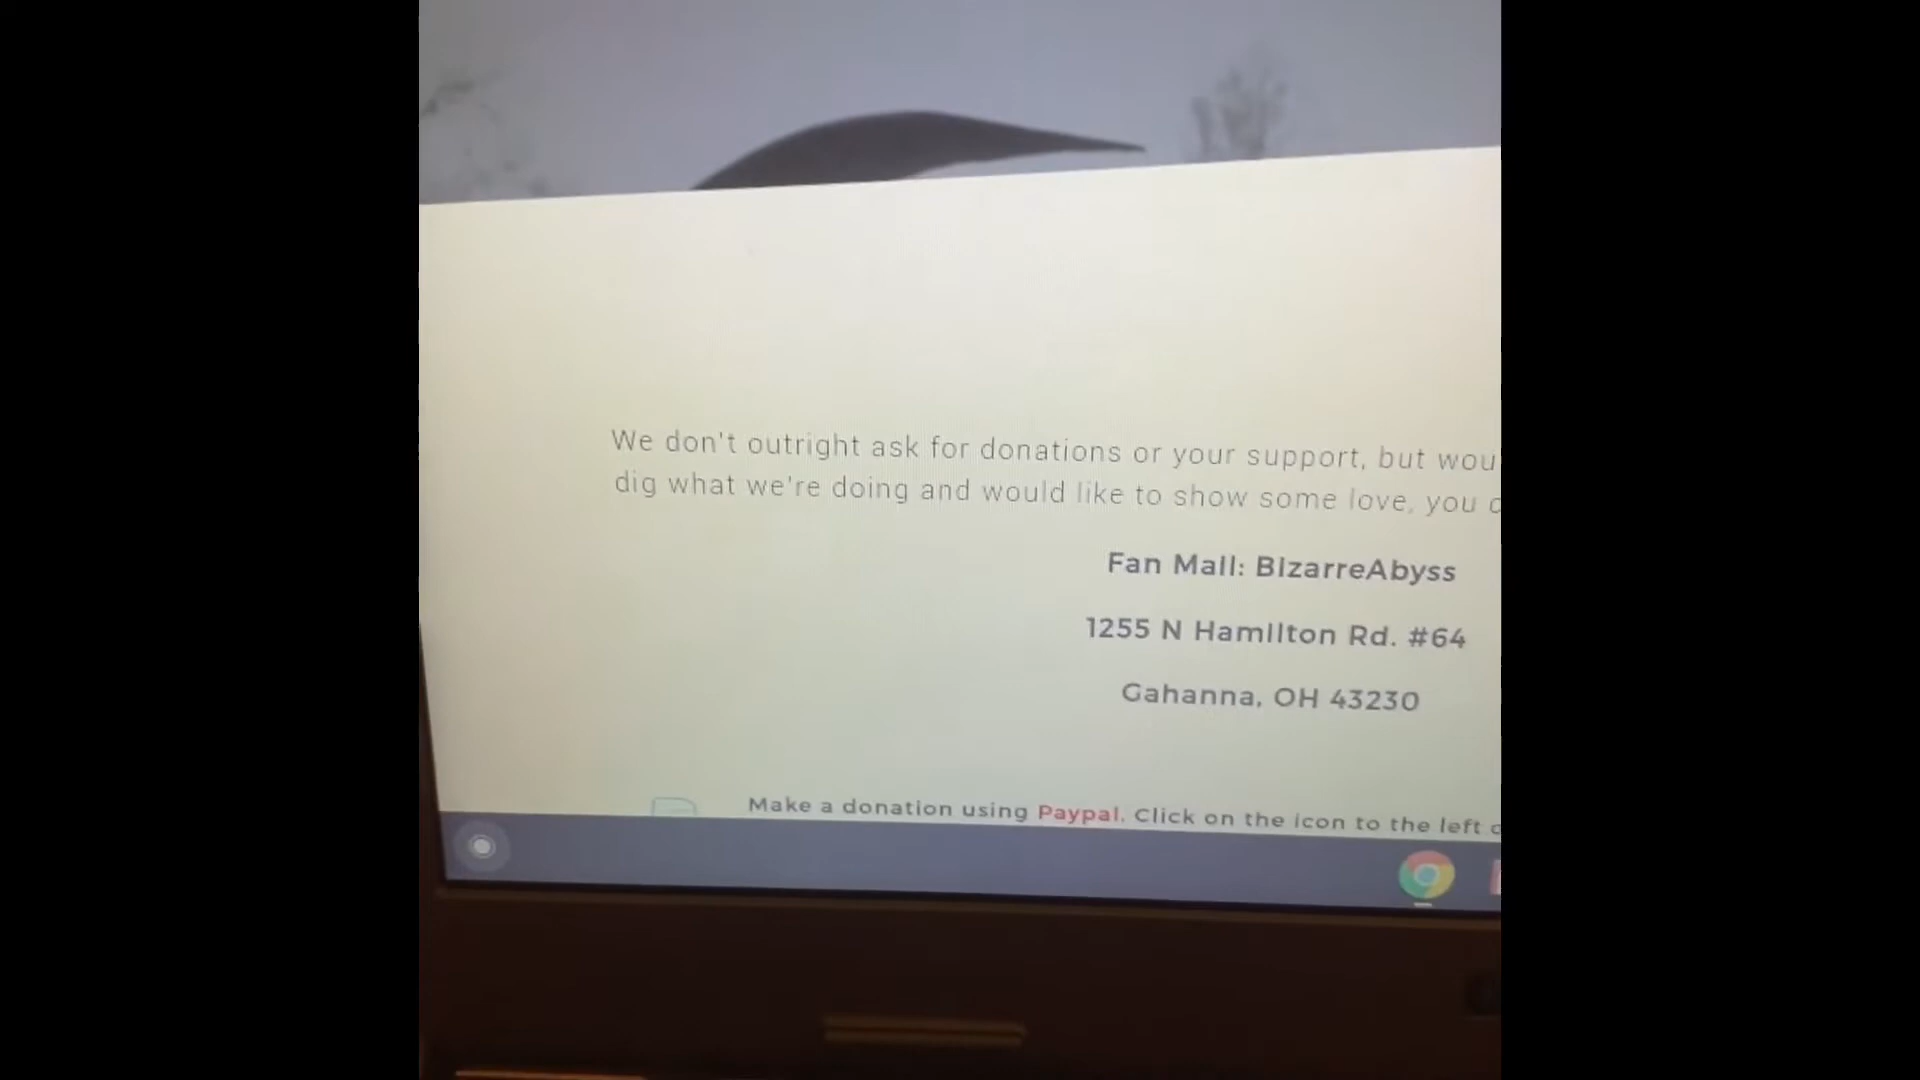 We don't outright ask for donations or your support, but
dig what we're doing and would like to show some love, you
Fan Mail: BizarreAbyss
1255 N Hamilton Rd. #64
Gahanna, OH 43230
Make a donation using Paypal. Click on the icon to the left